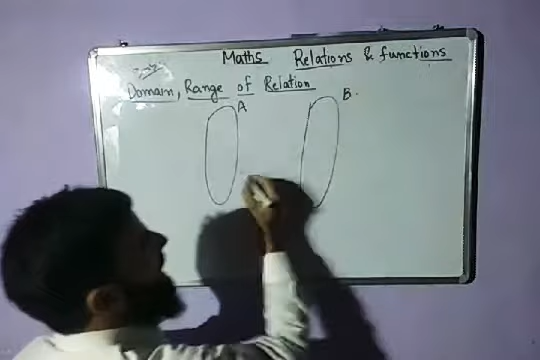 Maths Relations & functions
Domain, Range of Relation
A
B.